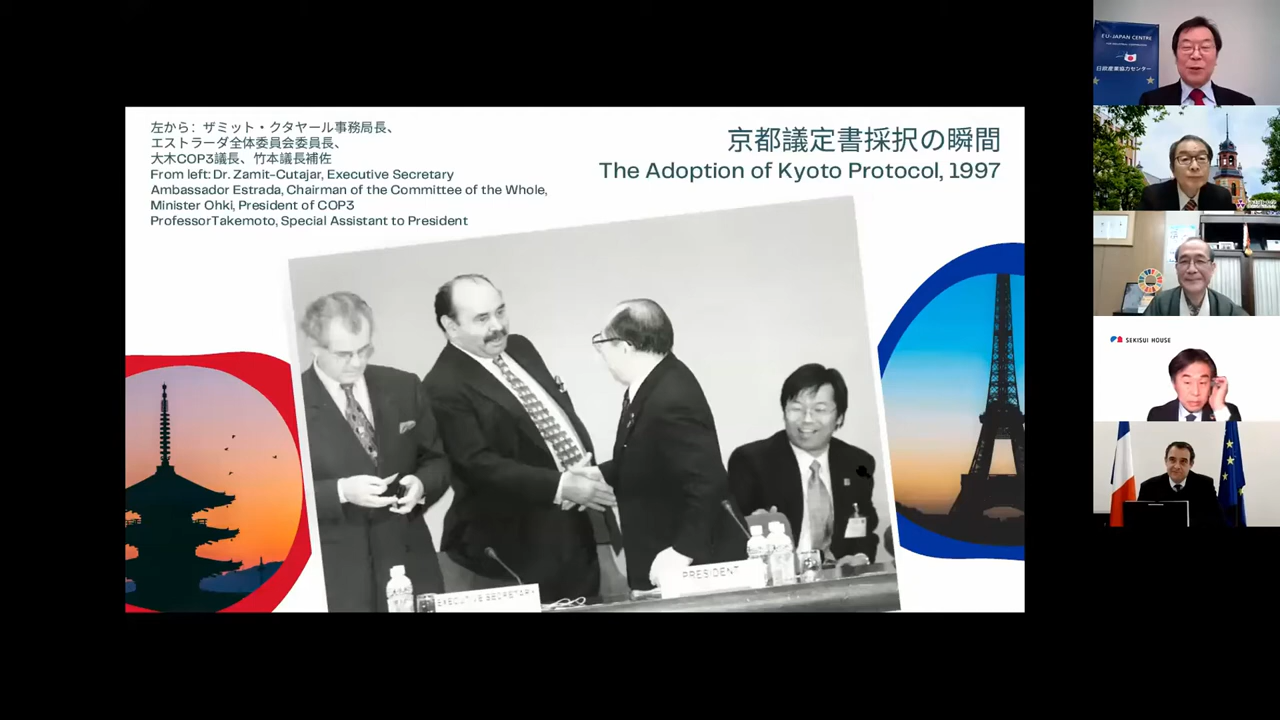 左から：ザミット・クタヤール事務局長、
エストラーダ全体委員会委員長、
大木COP3議長、竹本議長補佐
From left: Dr. Zamit-Cutajar, Executive Secretary
Ambassador Estrada, Chairman of the Committee of the Whole,
Minister Ohki, President of COP3
ProfessorTakemoto, Special Assistant to President
京都議定書採択の瞬間
The Adoption of Kyoto Protocol, 1997
EXECUTIVE SECRETARY
PRESIDENT
EU-JAPAN CENTRE
日欧産業協力センター
SEKISUI HOUSE